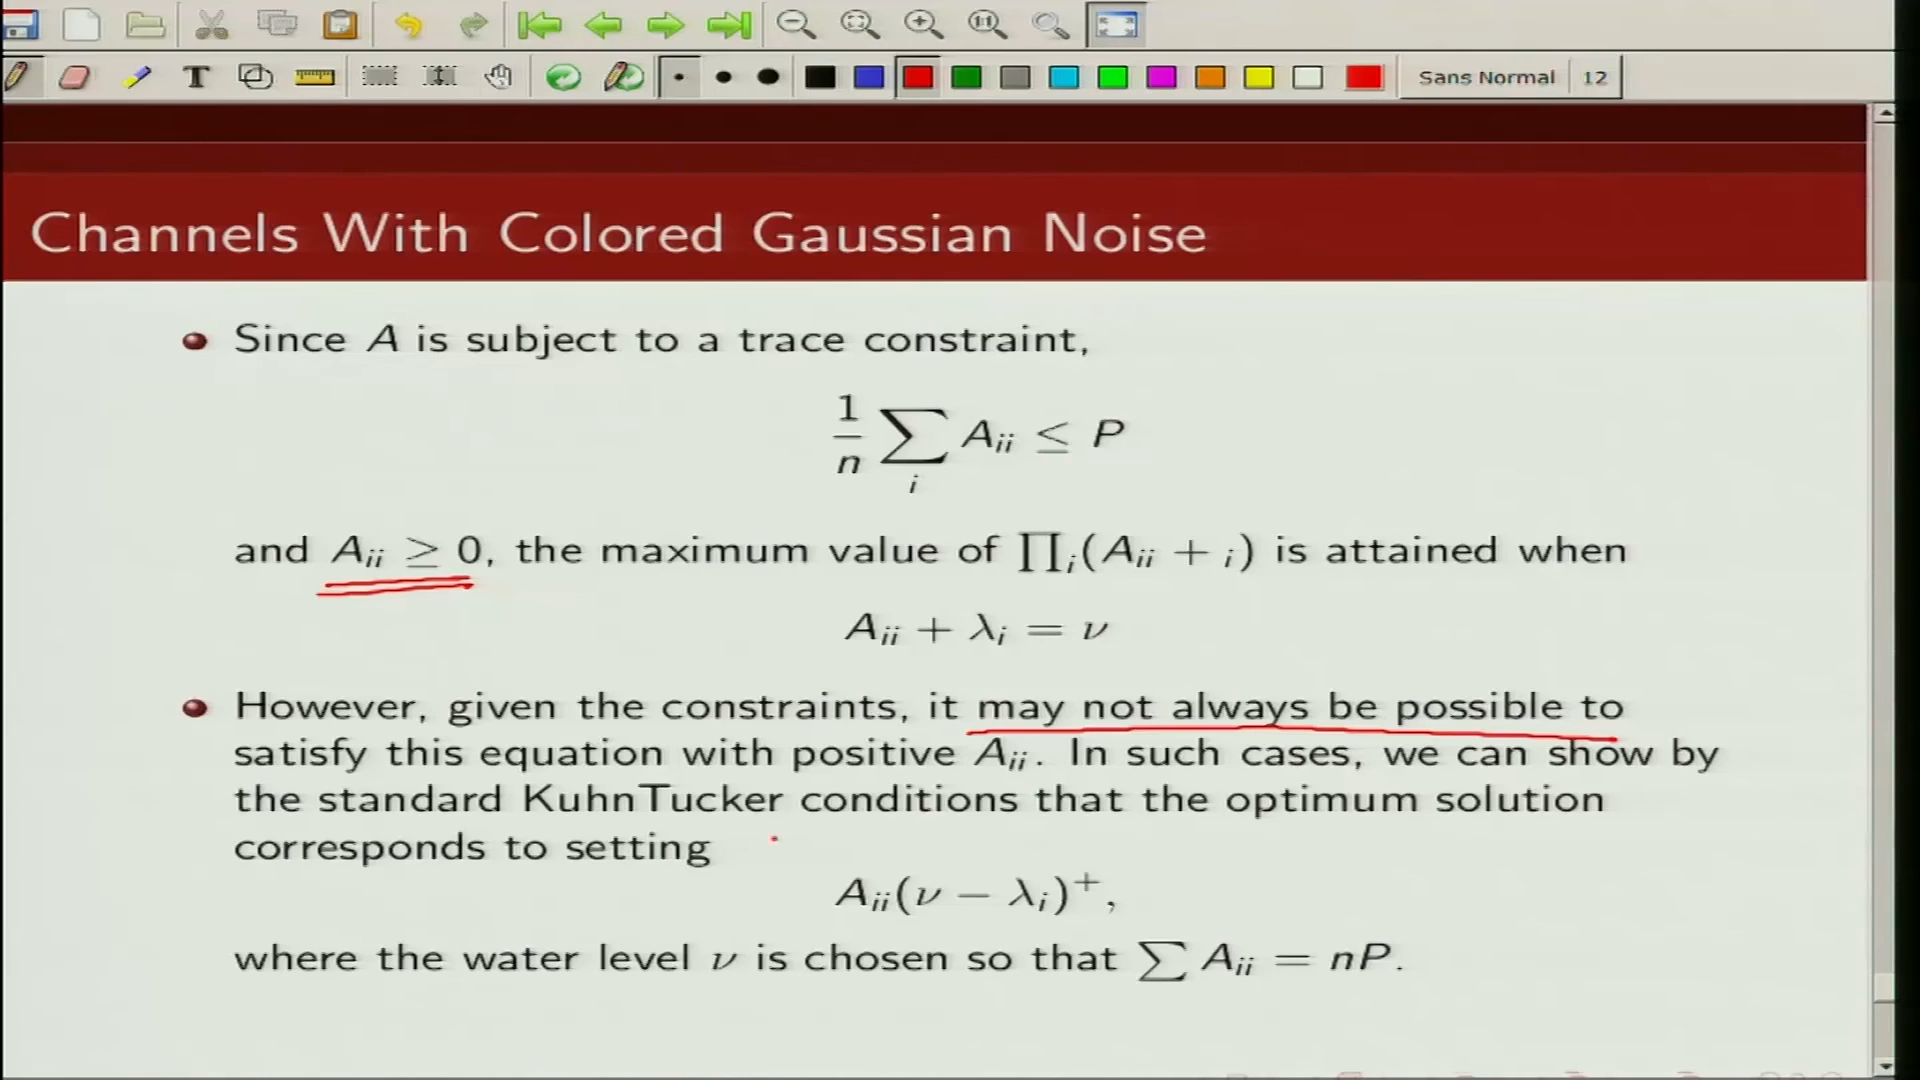 Sans Normal 12
Channels With Colored Gaussian Noise
Since A is subject to a trace constraint,
1/n ∑_i A_ii ≤ P
and A_ii ≥ 0, the maximum value of ∏_i(A_ii + _i) is attained when
A_ii + λ_i = ν
However, given the constraints, it may not always be possible to
satisfy this equation with positive A_ii. In such cases, we can show by
the standard KuhnTucker conditions that the optimum solution
corresponds to setting
A_ii(ν − λ_i)^+,
where the water level ν is chosen so that ∑ A_ii = nP.